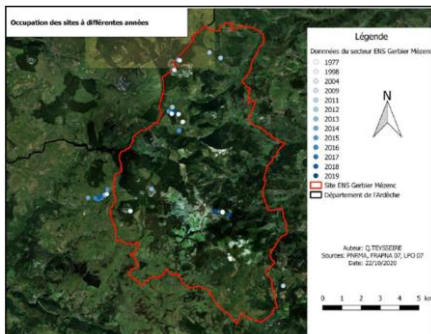 Occupation des sites à différentes années
Légende
Donnnées du secteur ENS Gerbier Mézenc
1977
1998
2004
2009
2011
2012
2013
2014
2015
2016
2017
2018
2019
Site ENS Gerbier Mézenc
Département de l'Ardèche
N
Auteur: Q.TEYSSEIRE
Sources: PNRMA, FRAPNA 07, LPO 07
Date: 22/10/2020
0 1 2 3 4 5 km